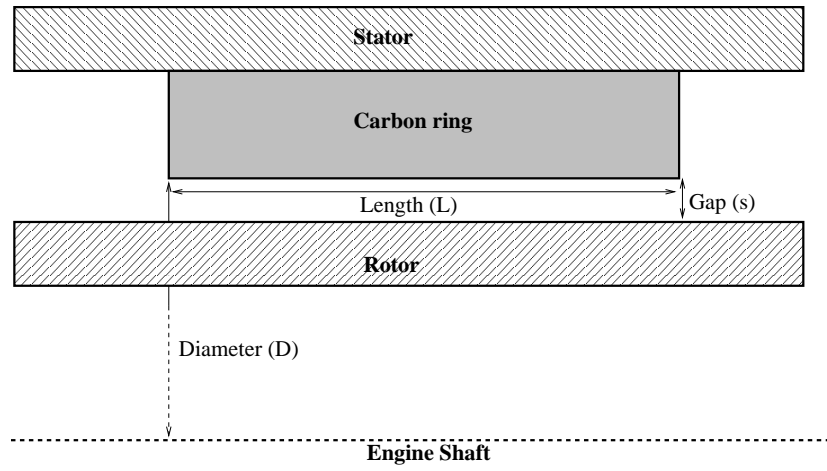 Stator
Carbon ring
Length (L)
Gap (s)
Rotor
Diameter (D)
Engine Shaft